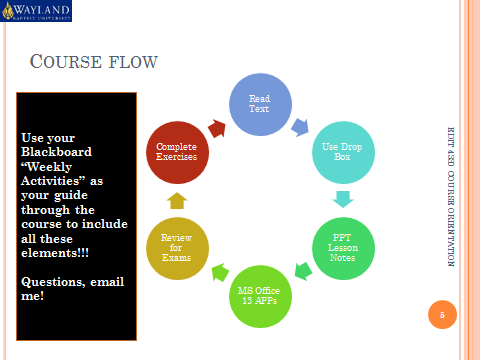 WAYLAND
BAPTIST UNIVERSITY
COURSE FLOW
Use your
Blackboard
“Weekly
Activities” as
your guide
through the
course to include
all these
elements!!!
Questions, email
me!
Read
Text
Use Drop
Box
PPT
Lesson
Notes
MS Office
13 APPs
Review
for
Exams
Complete
Exercises
COURSE ORIENTATION
5